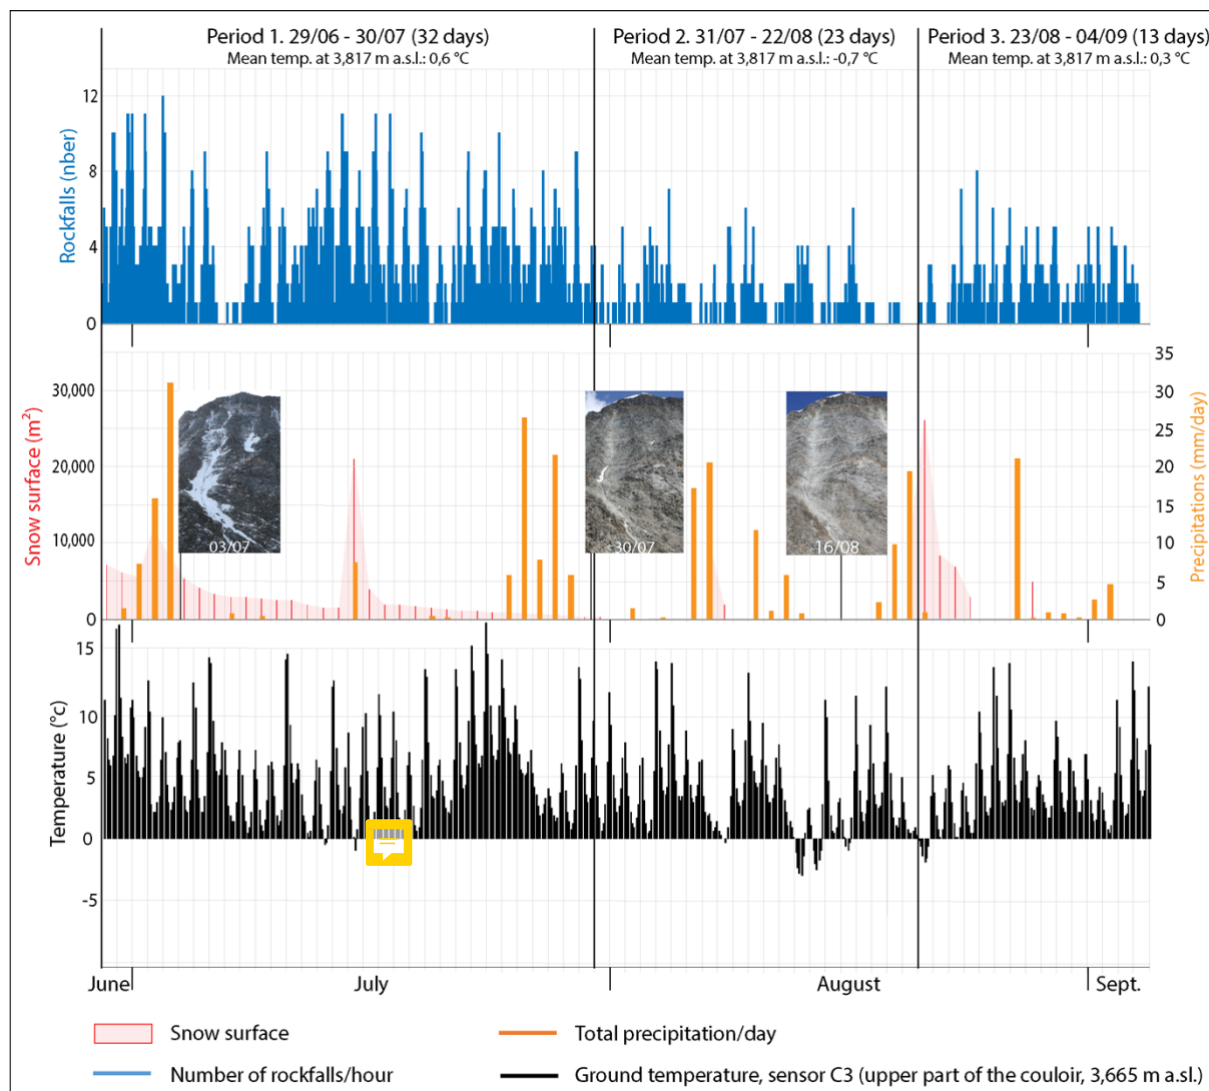 Period 1. 29/06 - 30/07 (32 days)
Mean temp. at 3,817 m a.s.l.: 0,6 °C
Period 2. 31/07 - 22/08 (23 days)
Mean temp. at 3,817 m a.s.l.: -0,7 °C
Period 3. 23/08 - 04/09 (13 days)
Mean temp. at 3,817 m a.s.l.: 0,3 °C
Rockfalls (nber)
12
8
4
0
Snow surface (m²)
30,000
20,000
10,000
0
03/07
30/07
16/08
35
30
25
20
15
10
5
0
Precipitations (mm/day)
Temperature (°c)
15
10
5
0
-5
June
July
August
Sept.
Snow surface
Total precipitation/day
Number of rockfalls/hour
Ground temperature, sensor C3 (upper part of the couloir, 3,665 m a.s.l.)